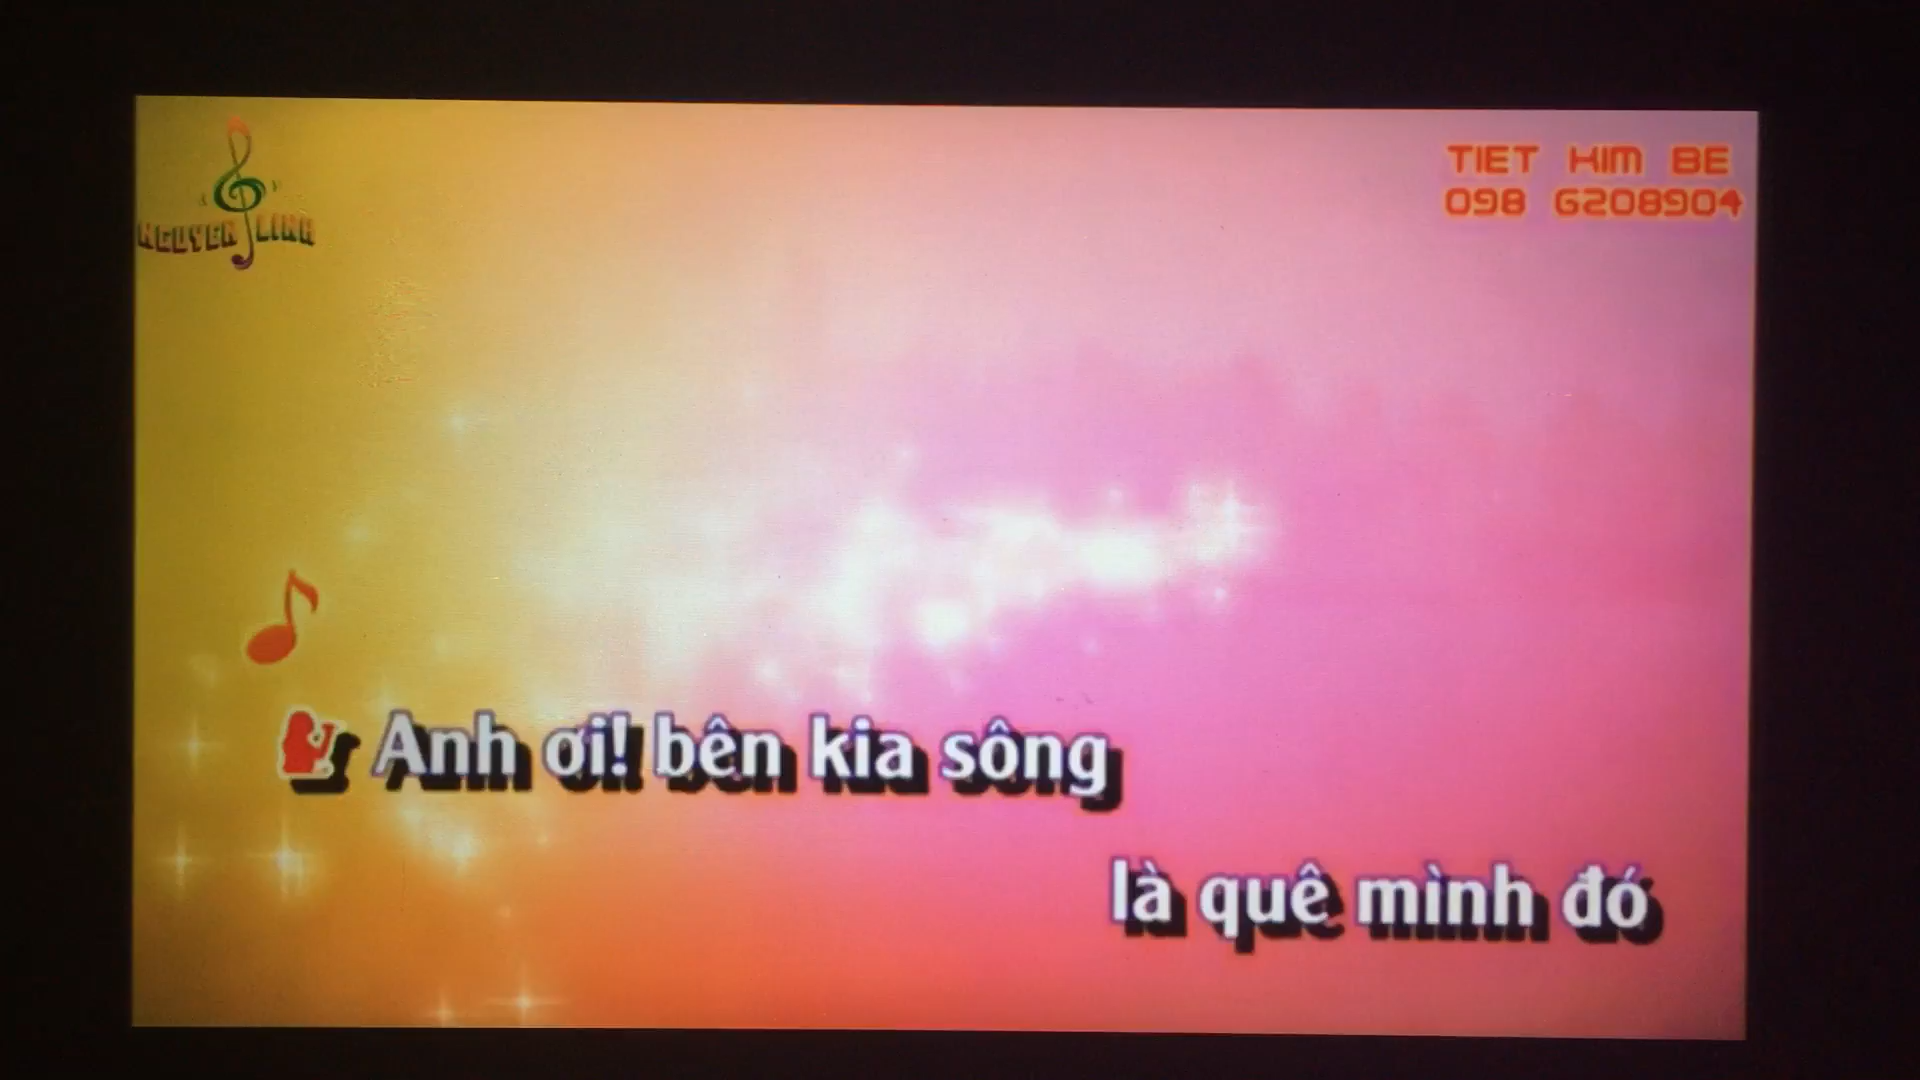 NGUYEN LINH
TIET KIM BE
098 6208904
Anh ơi! bên kia sông
là quê mình đó